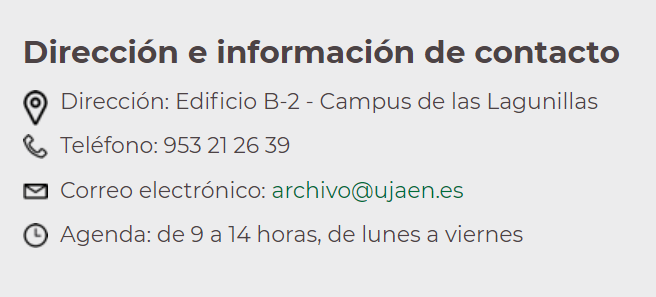 Dirección e información de contacto
Dirección: Edificio B-2 - Campus de las Lagunillas
Teléfono: 953 21 26 39
Correo electrónico: archivo@ujaen.es
Agenda: de 9 a 14 horas, de lunes a viernes